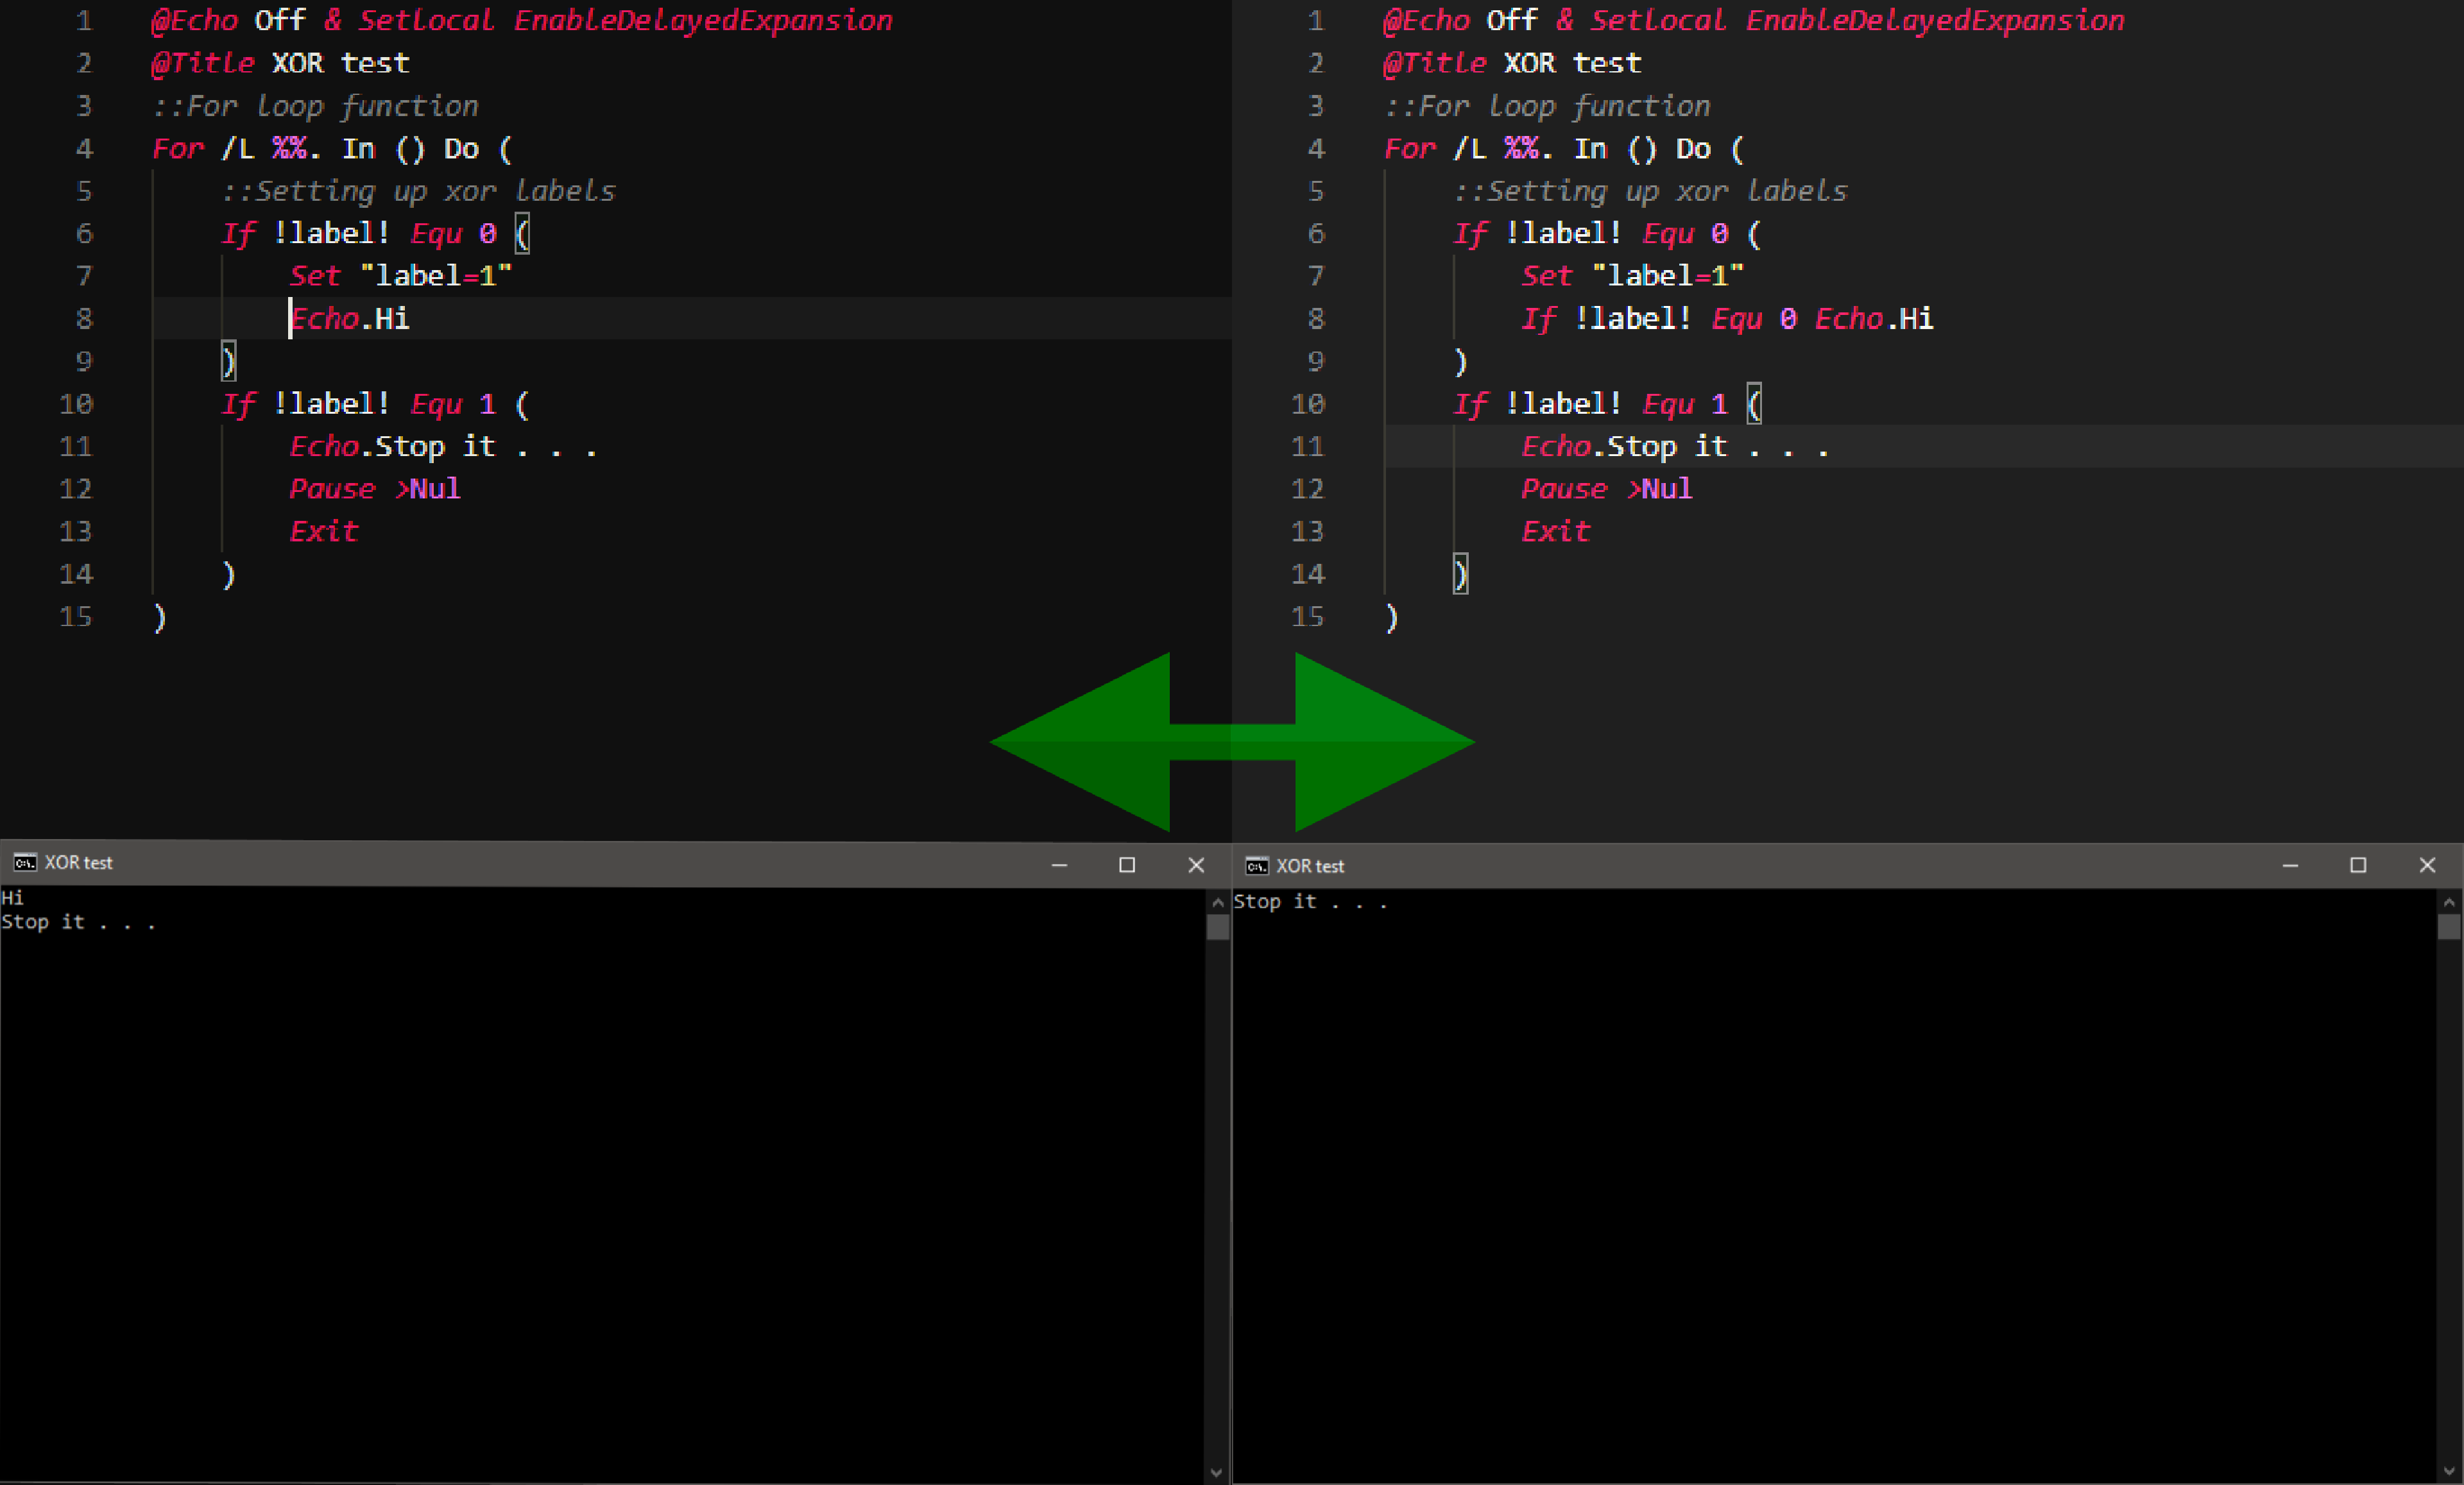 1 @Echo Off & Setlocal EnableDelayedExpansion
2 @Title XOR test
3 ::For loop function
4 For /L %%. In () Do (
5 ::Setting up xor labels
6 If !label! Equ 0 (
7 Set "label=1"
8 Echo.Hi
9 )
10 If !label! Equ 1 (
11 Echo.Stop it . . .
12 Pause >Nul
13 Exit
14 )
15 )
1 @Echo Off & Setlocal EnableDelayedExpansion
2 @Title XOR test
3 ::For loop function
4 For /L %%. In () Do (
5 ::Setting up xor labels
6 If !label! Equ 0 (
7 Set "label=1"
8 If !label! Equ 0 Echo.Hi
9 )
10 If !label! Equ 1 (
11 Echo.Stop it . . .
12 Pause >Nul
13 Exit
14 )
15 )
C:\. XOR test
Hi
Stop it . . .
C:\. XOR test
Stop it . . .